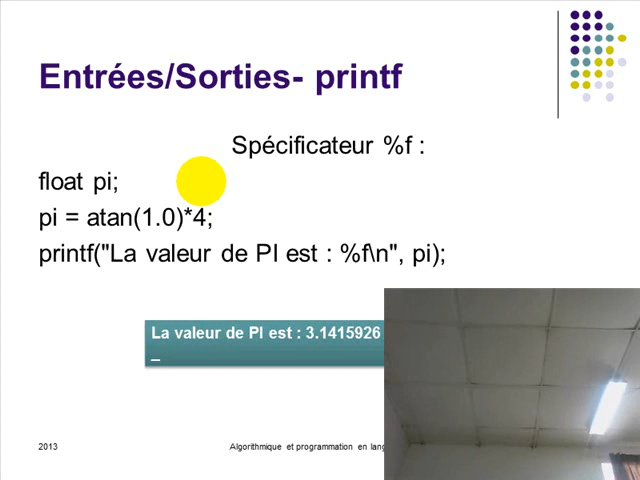 Entrées/Sorties- printf
Spécificateur %f :
float pi;
pi = atan(1.0)*4;
printf("La valeur de PI est : %f\n", pi);
La valeur de PI est : 3.1415926
_
2013
Algorithmique et programmation en